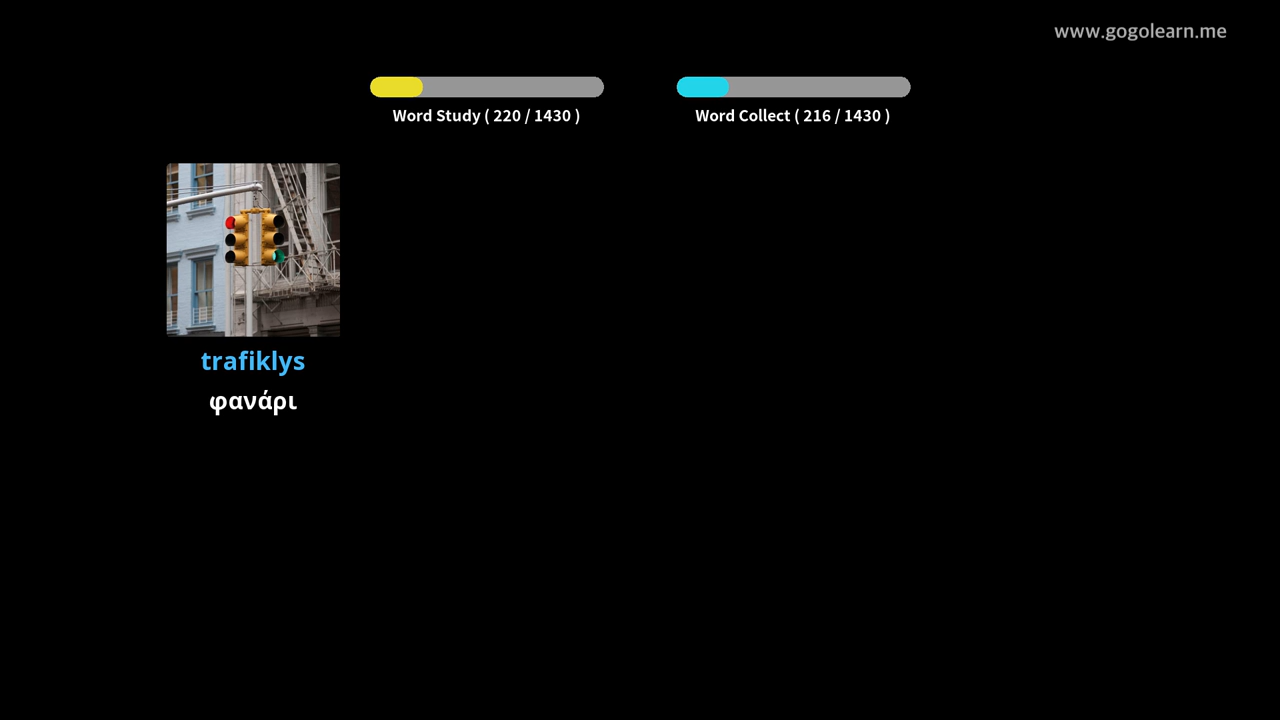 www.gogolearn.me
Word Study ( 220 / 1430 )
Word Collect ( 216 / 1430 )
trafiklys
φανάρι